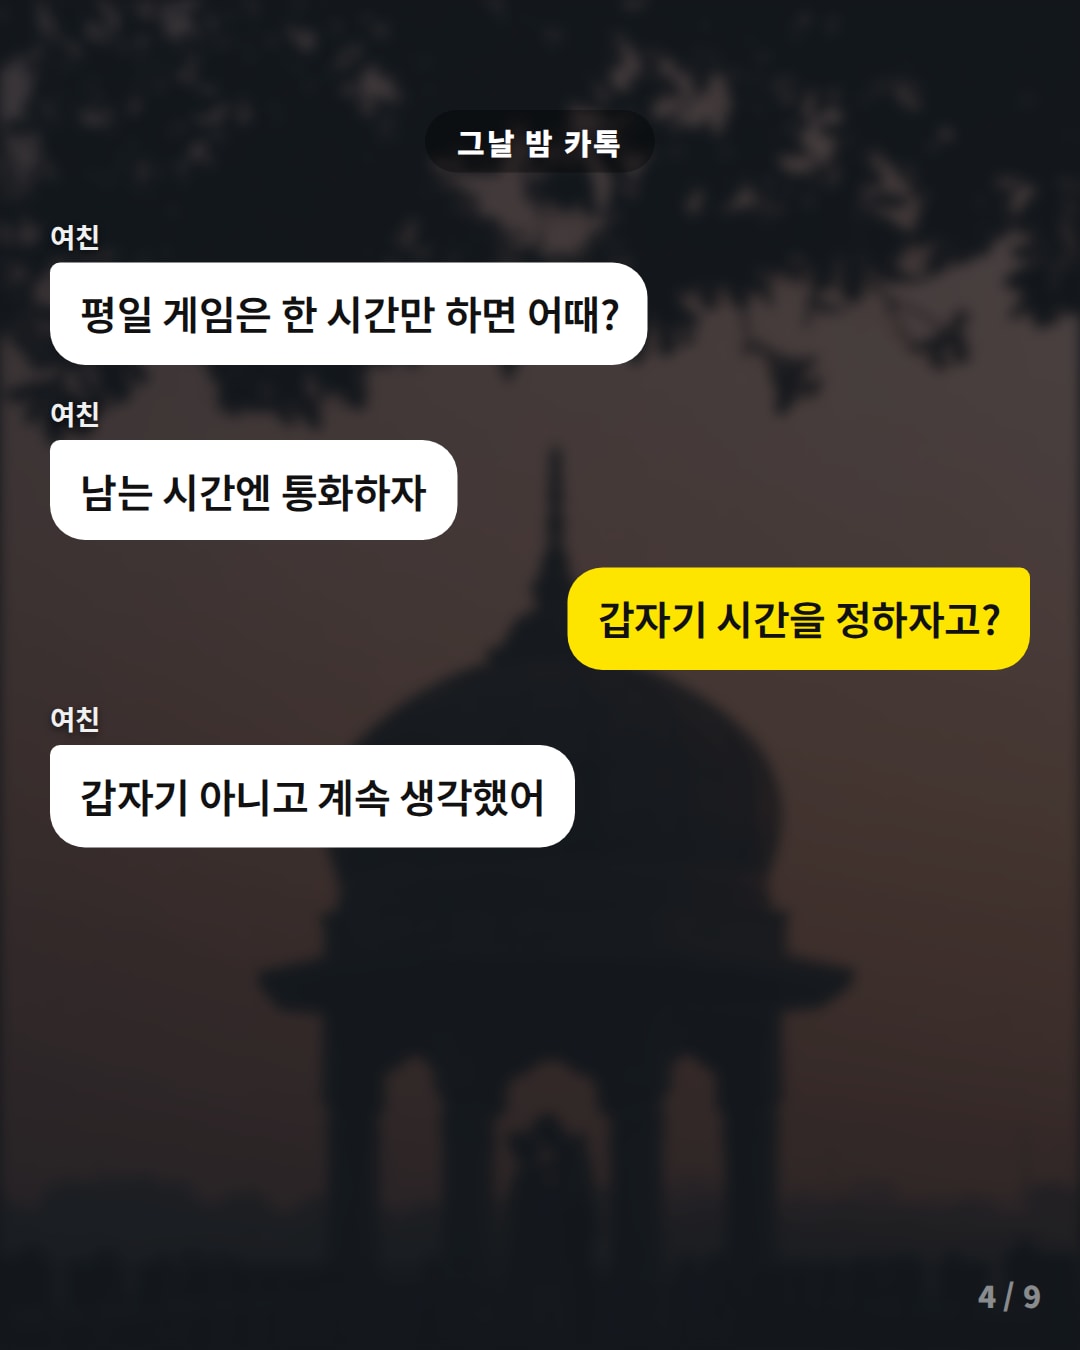 그날 밤 카톡
여친
평일 게임은 한 시간만 하면 어때?
여친
남는 시간엔 통화하자
갑자기 시간을 정하자고?
여친
갑자기 아니고 계속 생각했어
4 / 9